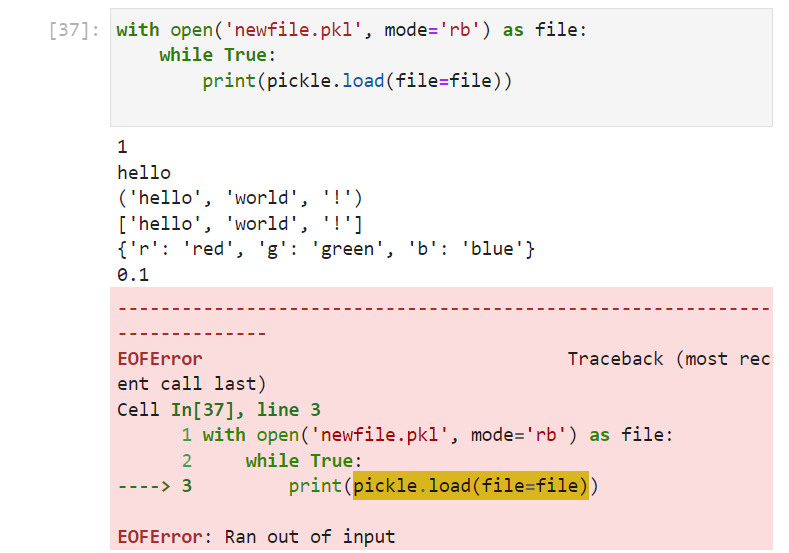 [37]: with open('newfile.pkl', mode='rb') as file:
    while True:
        print(pickle.load(file=file))
1
hello
('hello', 'world', '!')
['hello', 'world', '!']
{'r': 'red', 'g': 'green', 'b': 'blue'}
0.1
-------------------------------------------------------------
--------------
EOFError                                  Traceback (most rec
ent call last)
Cell In[37], line 3
      1 with open('newfile.pkl', mode='rb') as file:
      2     while True:
----> 3         print(pickle.load(file=file))
EOFError: Ran out of input